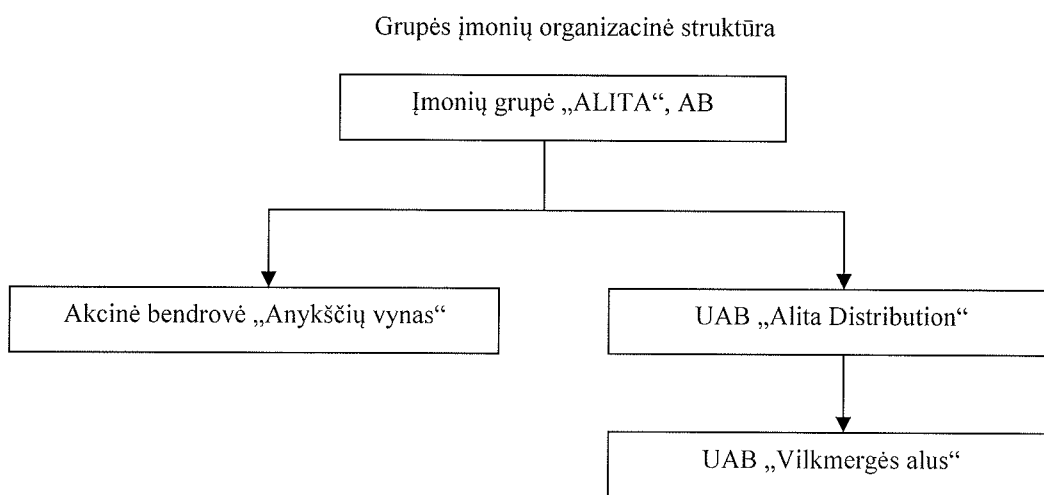 Grupės įmonių organizacinė struktūra
Įmonių grupė „ALITA“, AB
Akcinė bendrovė „Anykščių vynas“
UAB „Alita Distribution“
UAB „Vilkmergės alus“